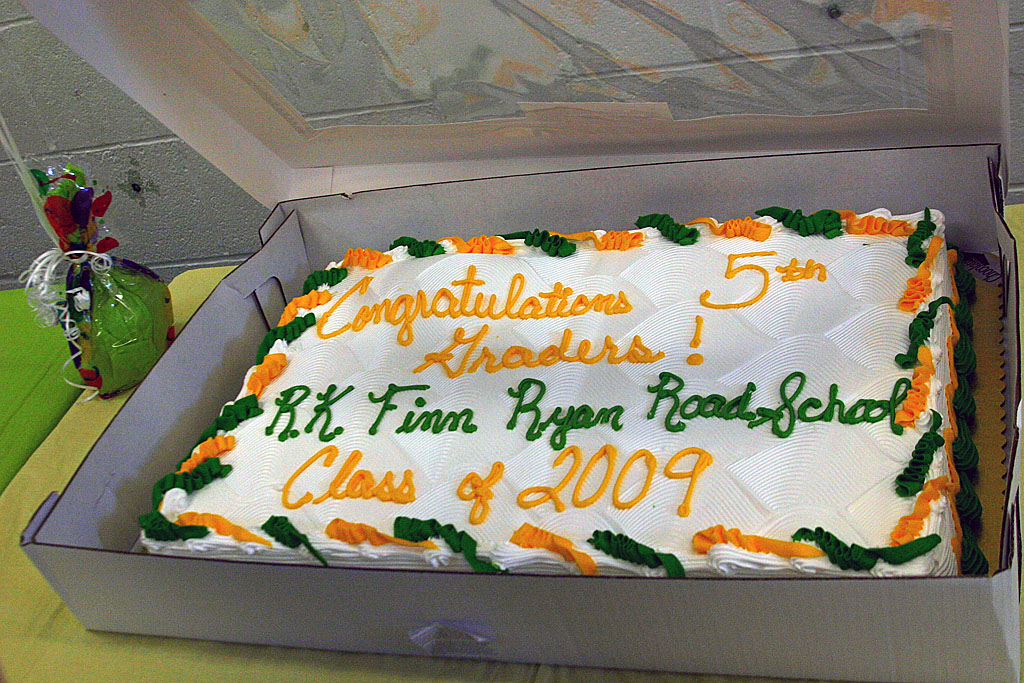 Congratulations 5th
Graders!
R.K. Finn Ryan Road School
Class of 2009